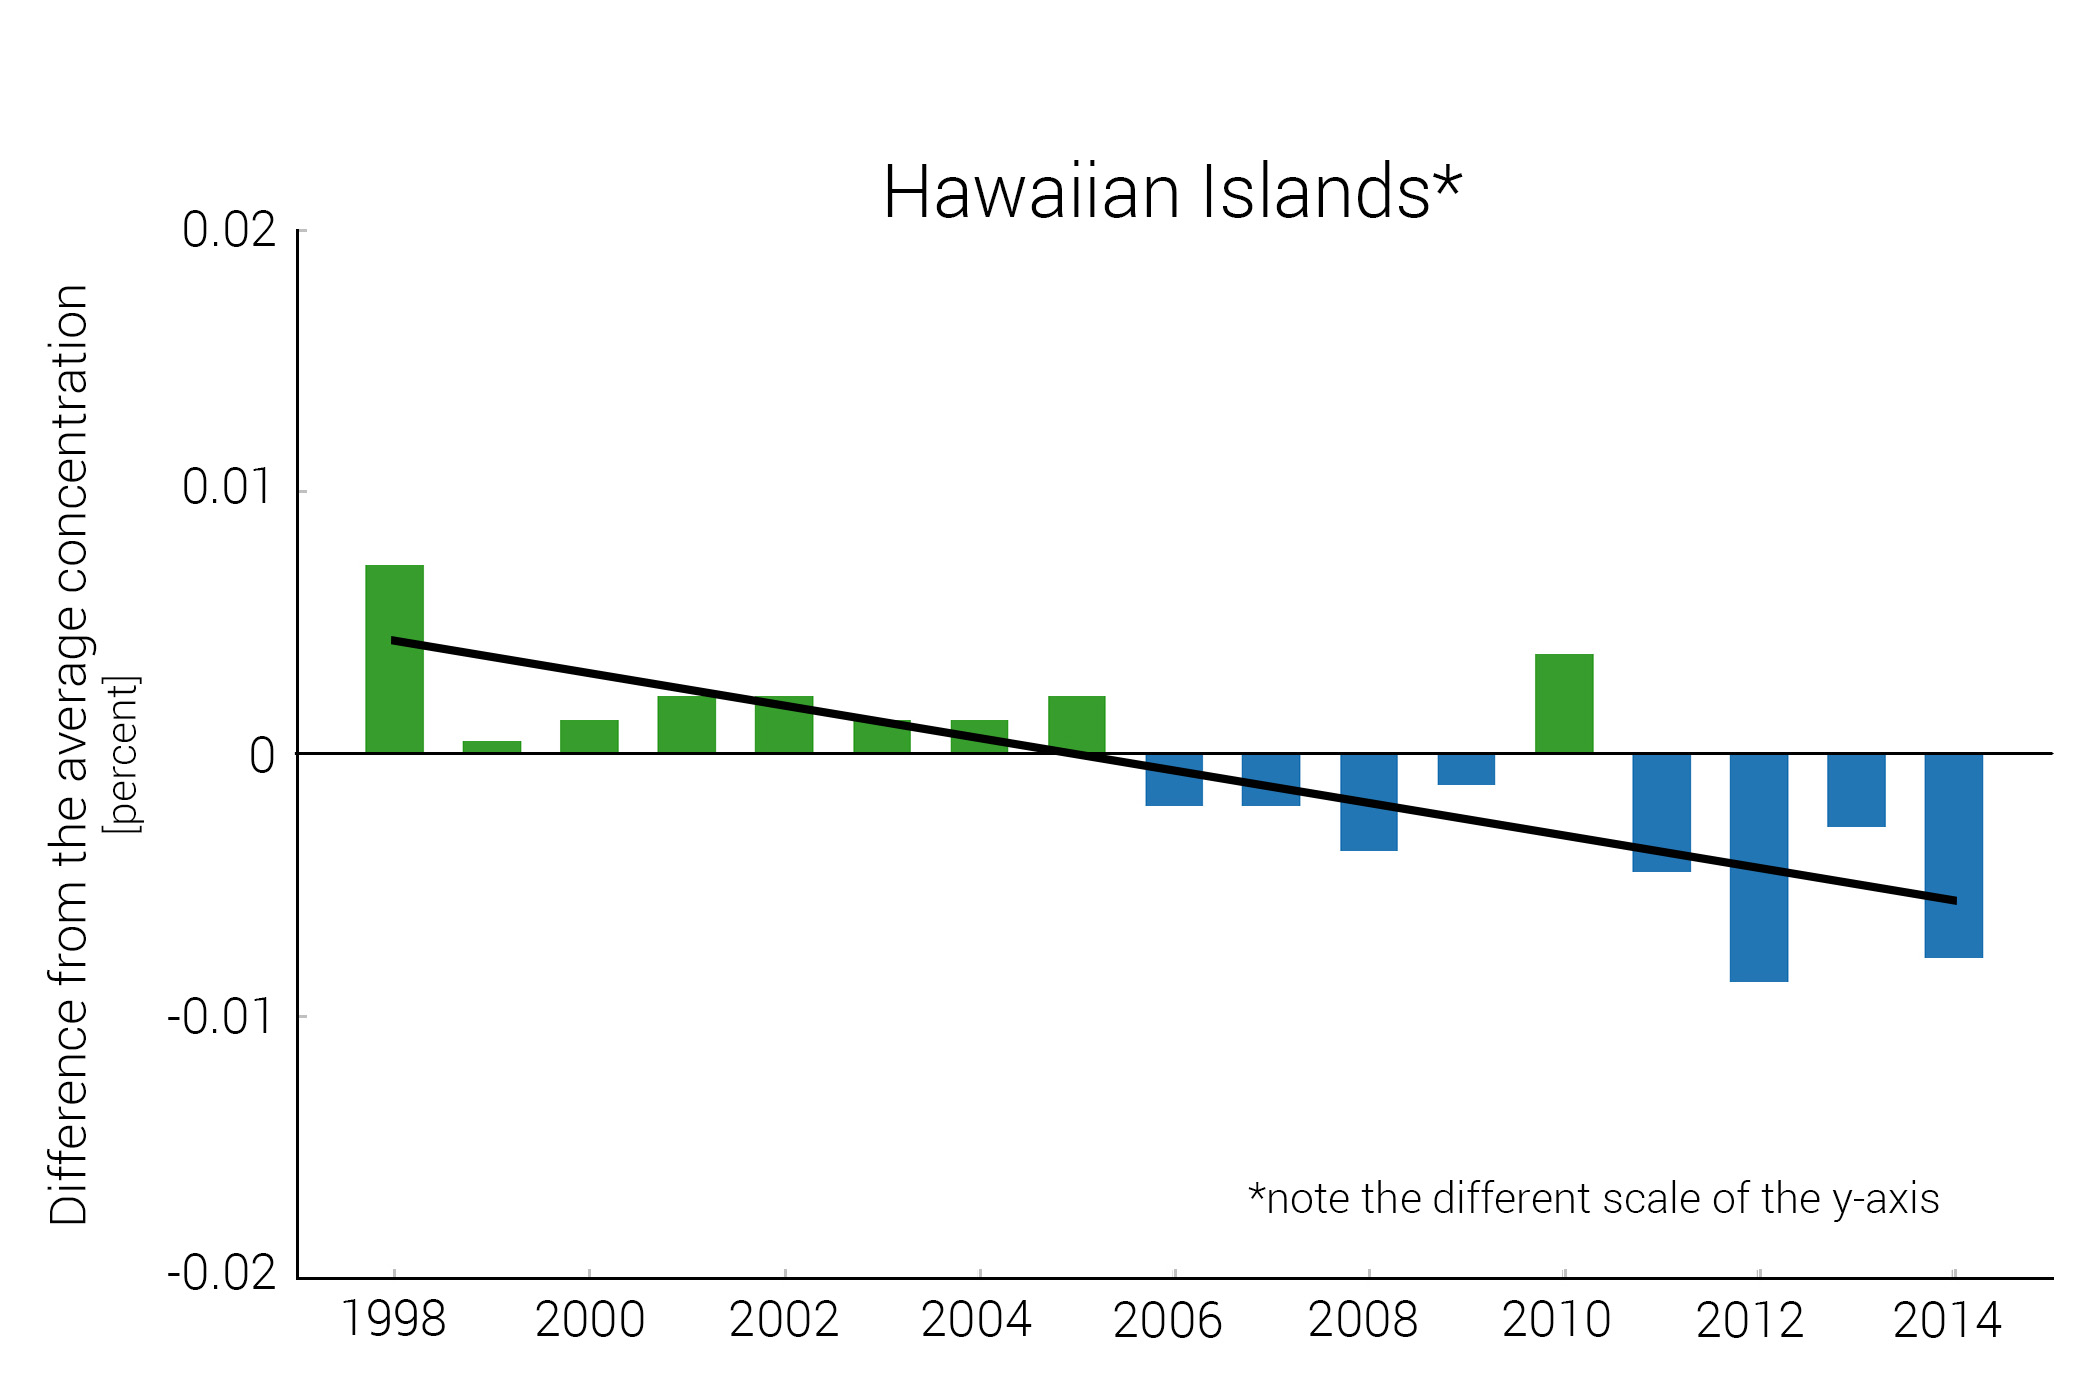 Hawaiian Islands*
Difference from the average concentration
[percent]
0.02
0.01
0
-0.01
-0.02
*note the different scale of the y-axis
1998 2000 2002 2004 2006 2008 2010 2012 2014